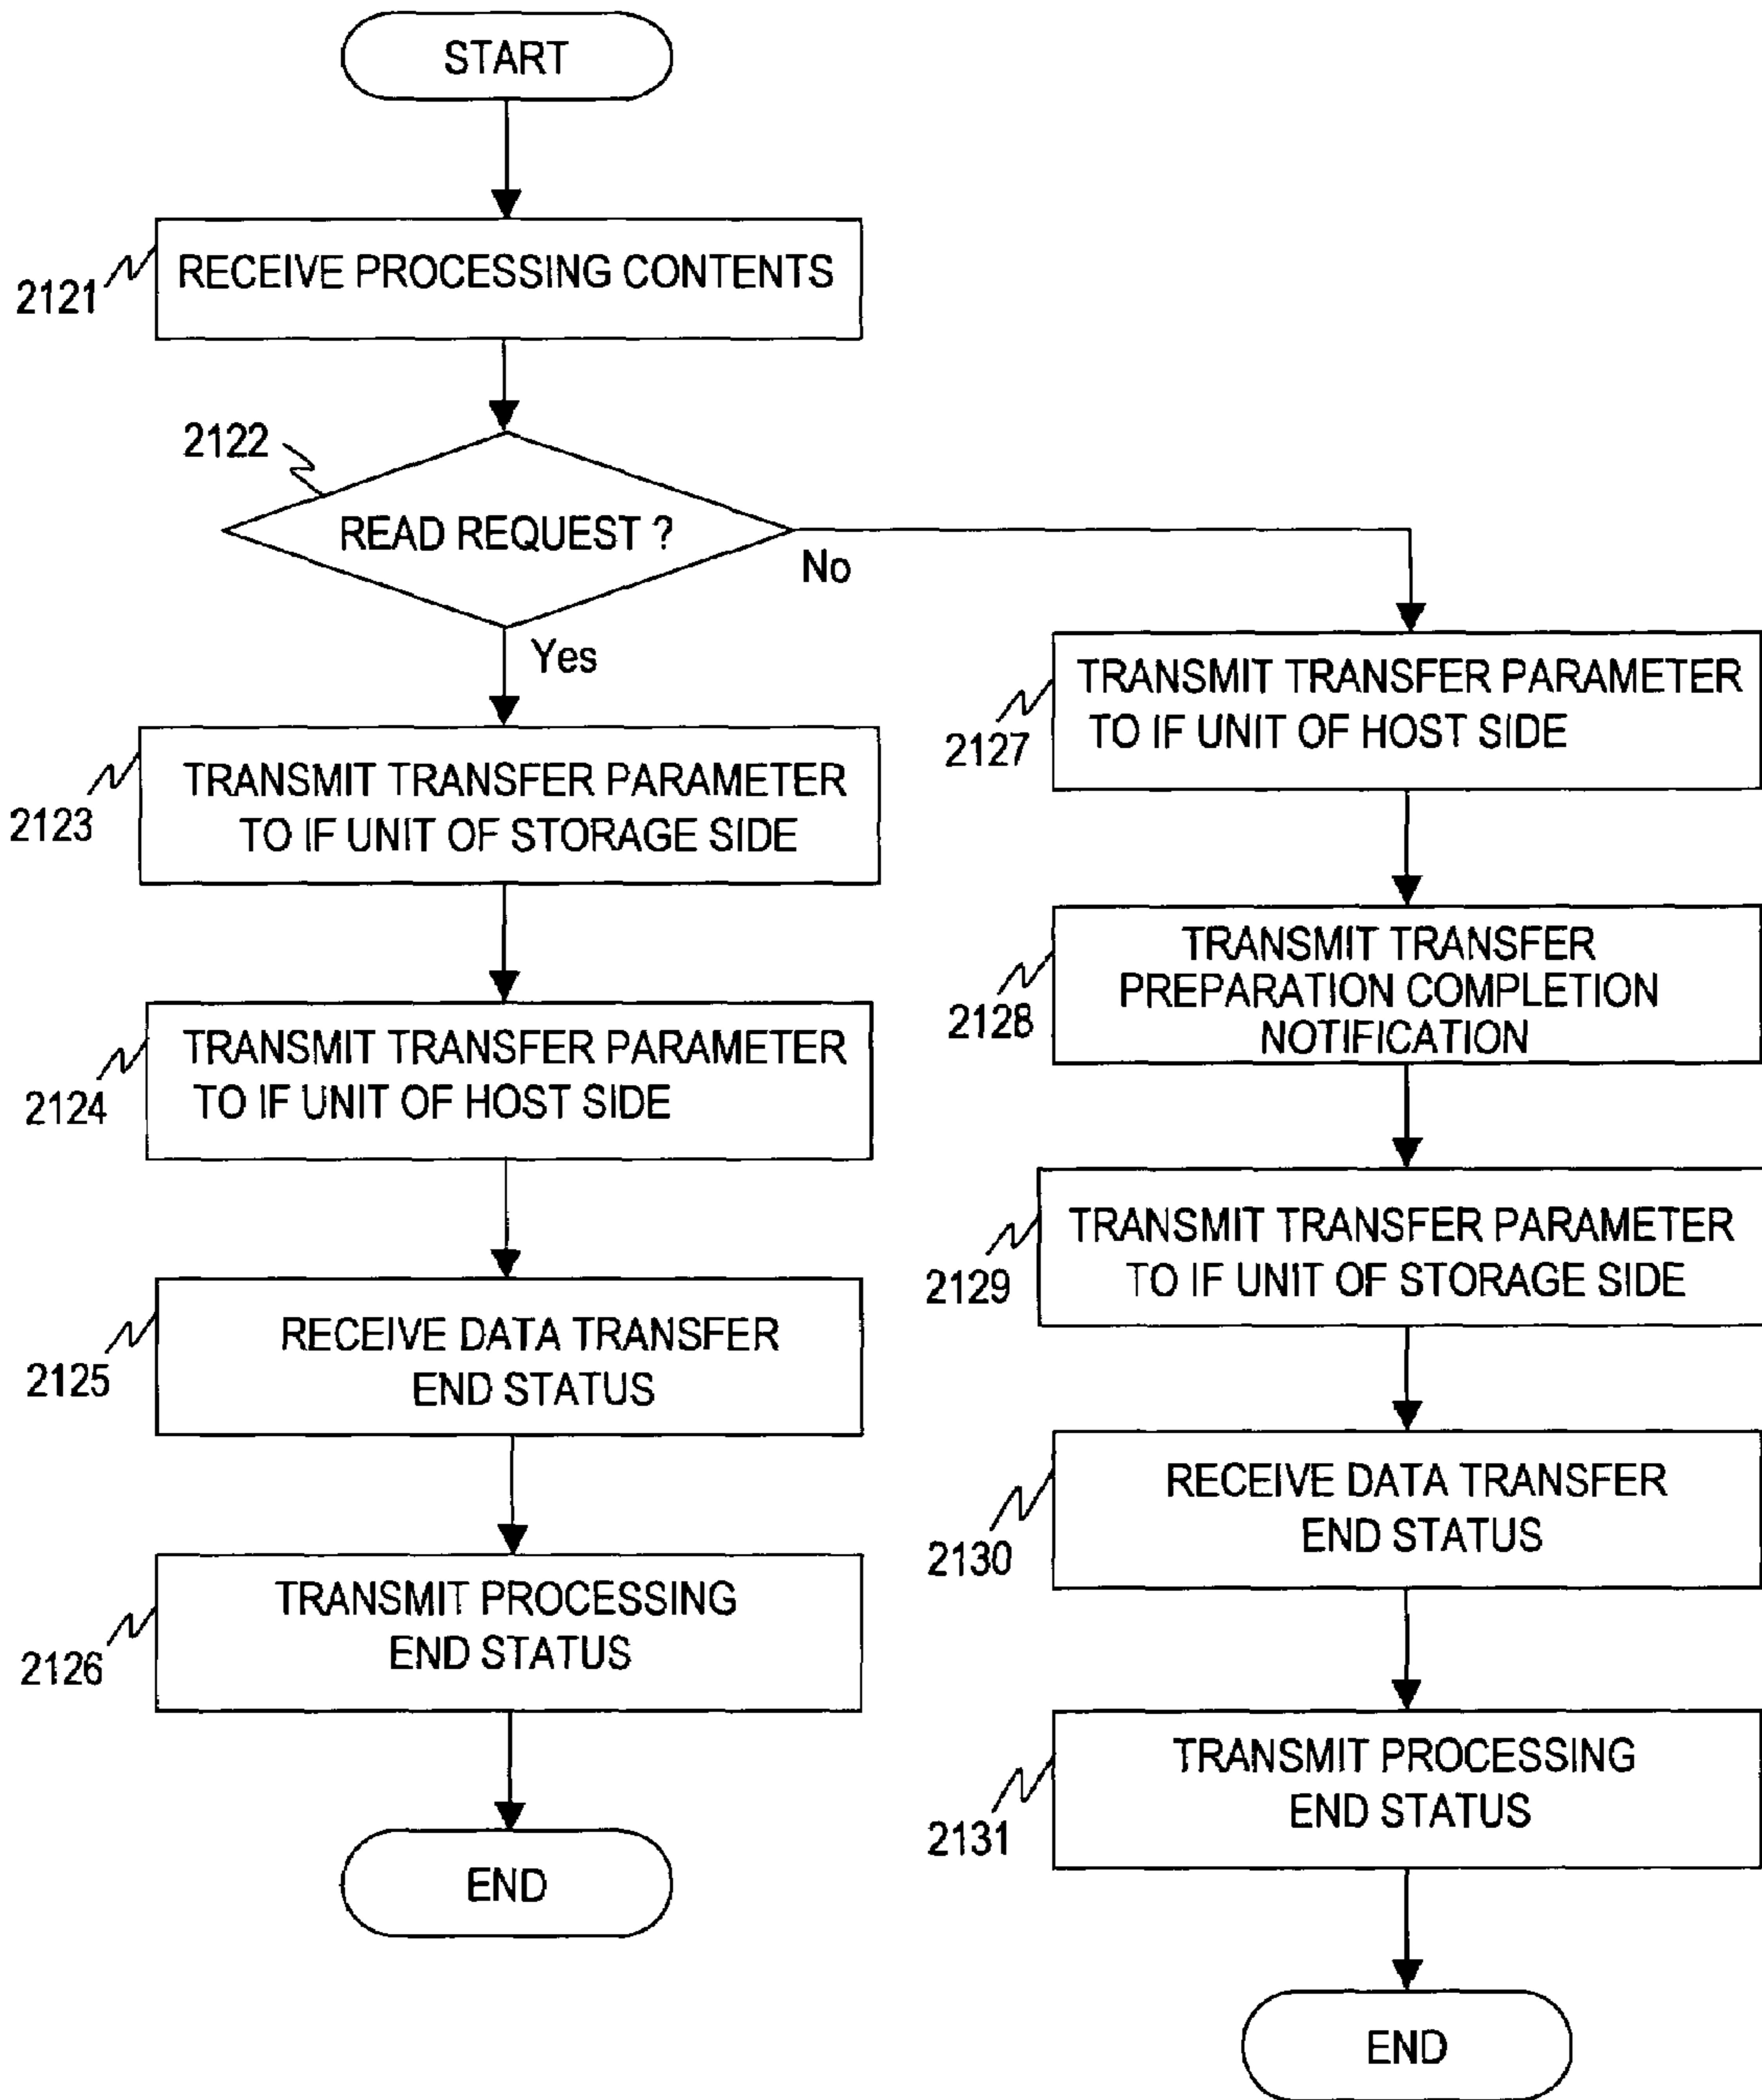 START
2121
RECEIVE PROCESSING CONTENTS
2122
READ REQUEST ?
No
Yes
2123
TRANSMIT TRANSFER PARAMETER
TO IF UNIT OF STORAGE SIDE
2124
TRANSMIT TRANSFER PARAMETER
TO IF UNIT OF HOST SIDE
2125
RECEIVE DATA TRANSFER
END STATUS
2126
TRANSMIT PROCESSING
END STATUS
END
2127
TRANSMIT TRANSFER PARAMETER
TO IF UNIT OF HOST SIDE
2128
TRANSMIT TRANSFER
PREPARATION COMPLETION
NOTIFICATION
2129
TRANSMIT TRANSFER PARAMETER
TO IF UNIT OF STORAGE SIDE
2130
RECEIVE DATA TRANSFER
END STATUS
2131
TRANSMIT PROCESSING
END STATUS
END